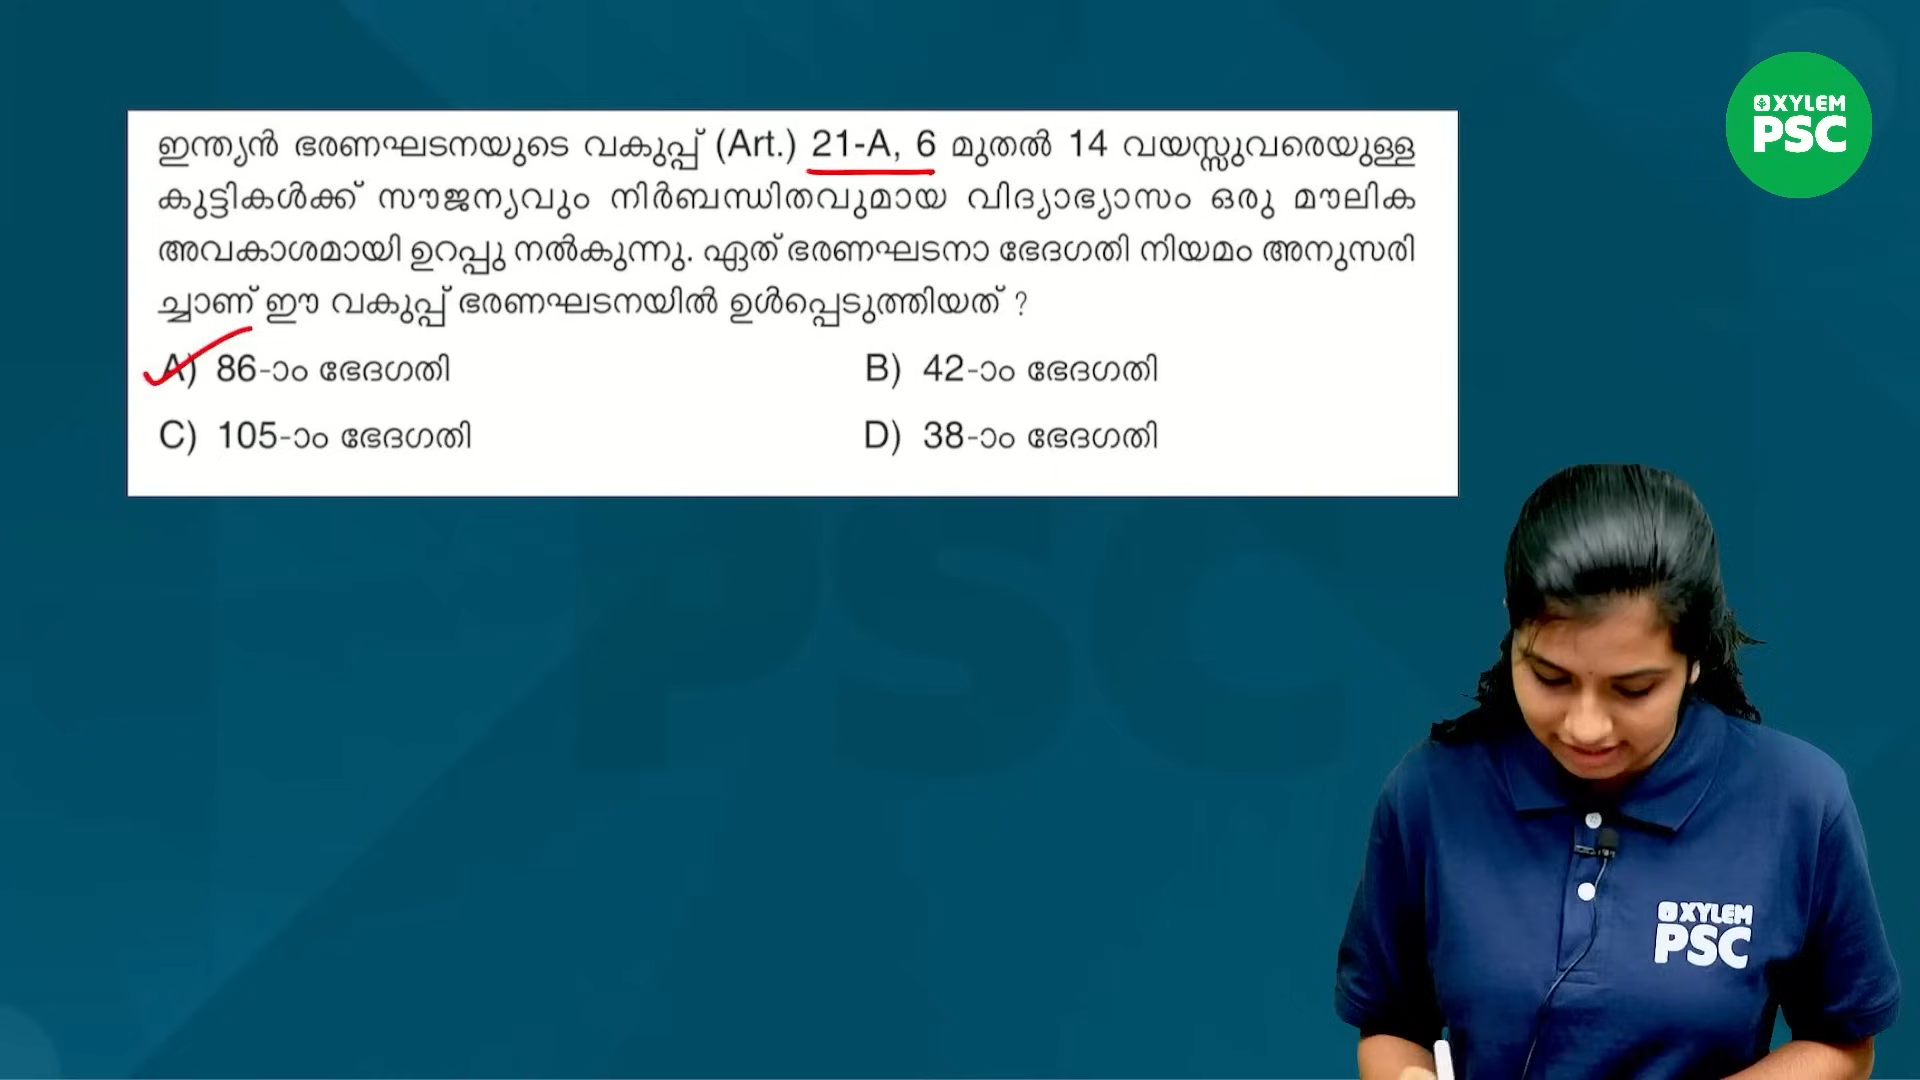 ഇന്ത്യൻ ഭരണഘടനയുടെ വകുപ്പ് (Art.) 21-A, 6 മുതൽ 14 വയസ്സുവരെയുള്ള
കുട്ടികൾക്ക് സൗജന്യവും നിർബന്ധിതവുമായ വിദ്യാഭ്യാസം ഒരു മൗലിക
അവകാശമായി ഉറപ്പു നൽകുന്നു. ഏത് ഭരണഘടനാ ഭേദഗതി നിയമം അനുസരി
ച്ചാണ് ഈ വകുപ്പ് ഭരണഘടനയിൽ ഉൾപ്പെടുത്തിയത് ?
A) 86-ാം ഭേദഗതി
B) 42-ാം ഭേദഗതി
C) 105-ാം ഭേദഗതി
D) 38-ാം ഭേദഗതി
XYLEM
PSC
PSC
XYLEM
PSC